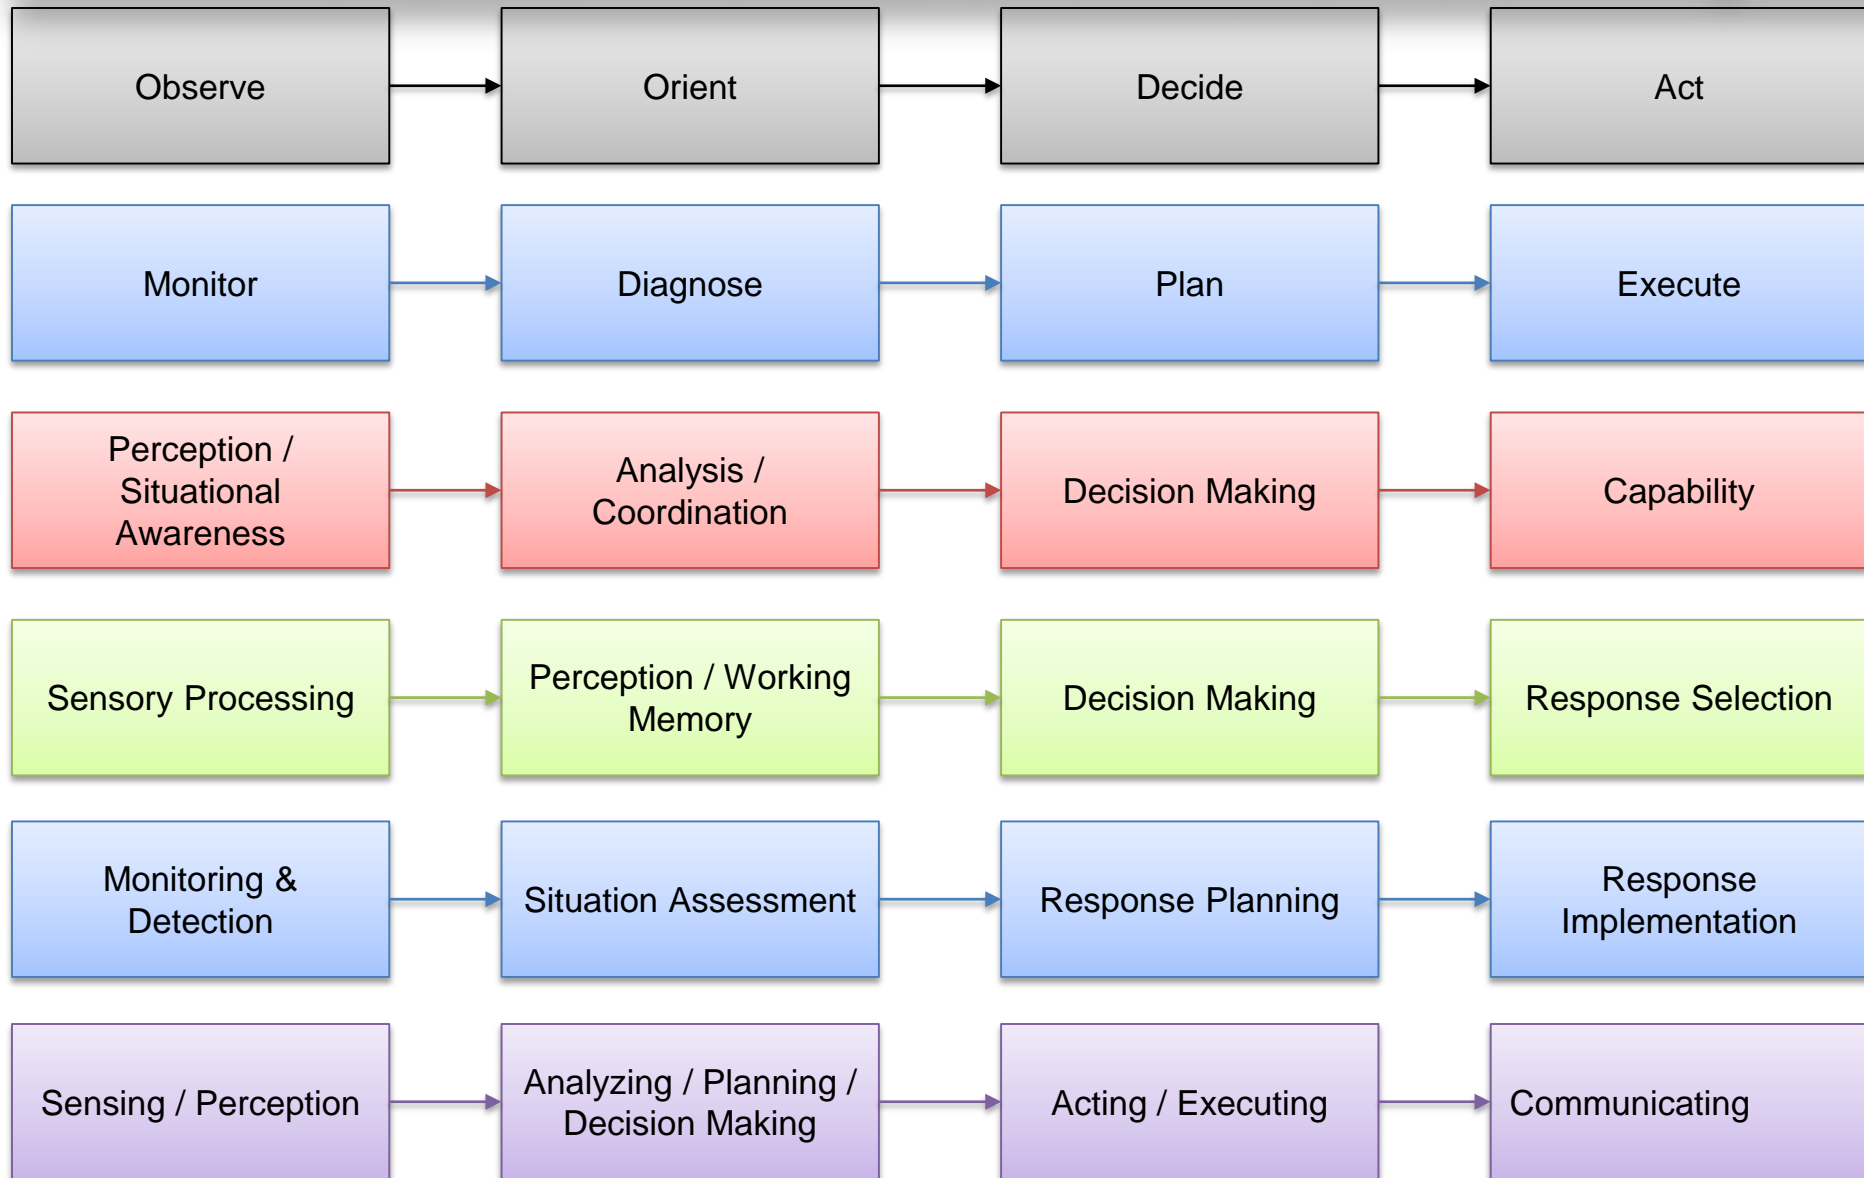 Observe
Orient
Decide
Act
Monitor
Diagnose
Plan
Execute
Perception /
Situational
Awareness
Analysis /
Coordination
Decision Making
Capability
Sensory Processing
Perception / Working
Memory
Decision Making
Response Selection
Monitoring &
Detection
Situation Assessment
Response Planning
Response
Implementation
Sensing / Perception
Analyzing / Planning /
Decision Making
Acting / Executing
Communicating